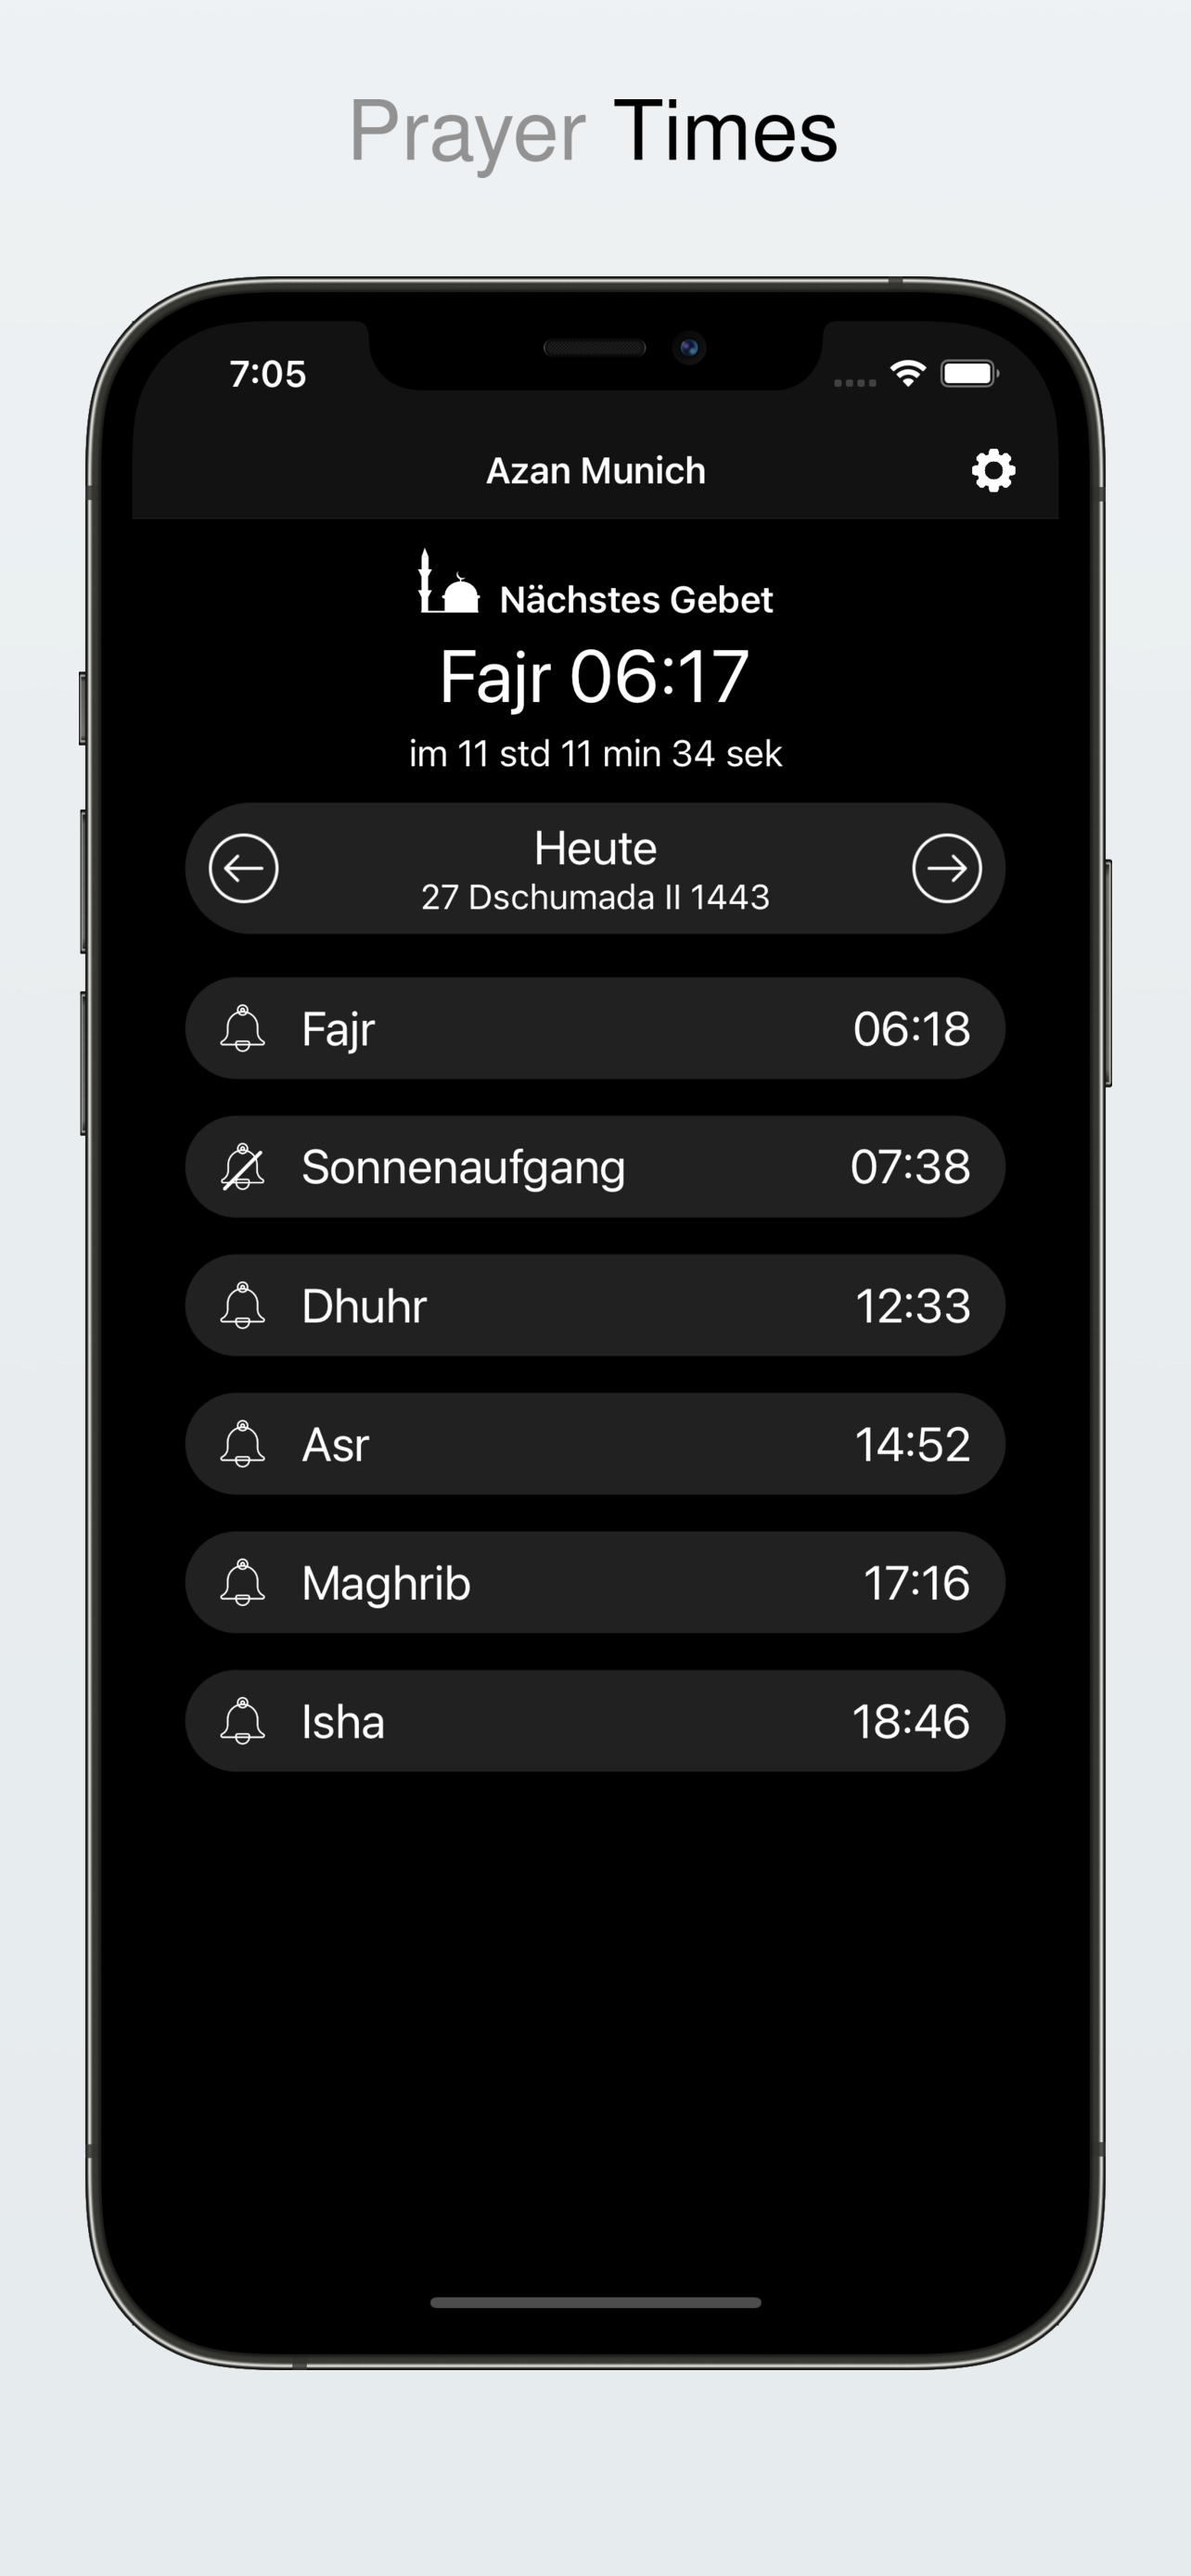 Prayer Times
7:05
Azan Munich
Nächstes Gebet
Fajr 06:17
im 11 std 11 min 34 sek
Heute
27 Dschumada II 1443
Fajr 06:18
Sonnenaufgang 07:38
Dhuhr 12:33
Asr 14:52
Maghrib 17:16
Isha 18:46